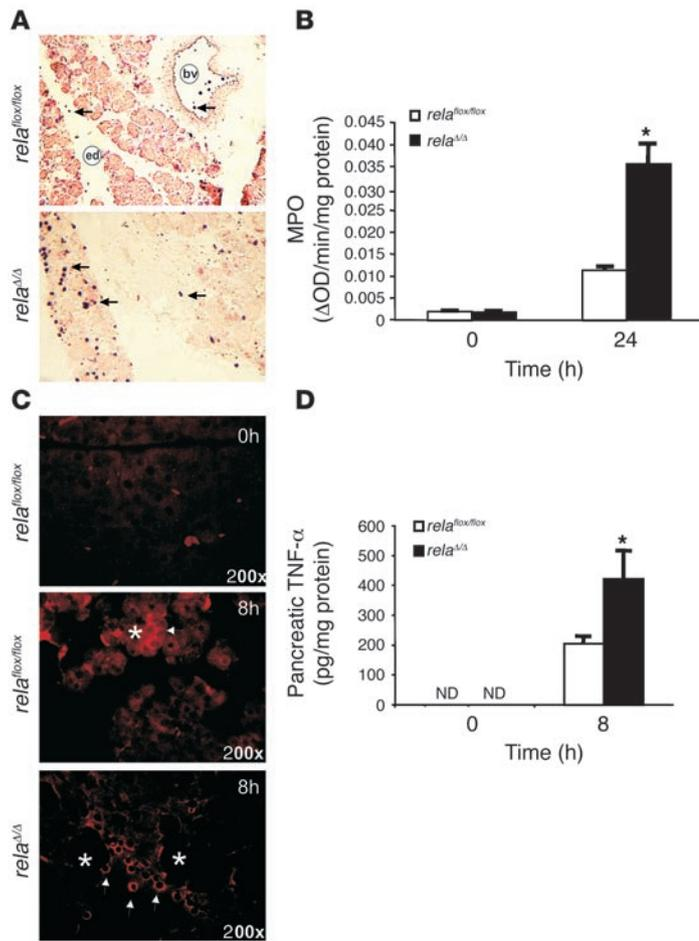 A
rela^flox/flox
bv
ed
rela^Δ/Δ
B
rela^flox/flox
rela^Δ/Δ
MPO
(ΔOD/min/mg protein)
0.045
0.040
0.035
0.030
0.025
0.020
0.015
0.010
0.005
0
*
0 24
Time (h)
C
rela^flox/flox
0h
200x
rela^flox/flox
8h
*
200x
rela^Δ/Δ
8h
* *
200x
D
rela^flox/flox
rela^Δ/Δ
Pancreatic TNF-α
(pg/mg protein)
600
500
400
300
200
100
0
*
ND ND
0 8
Time (h)